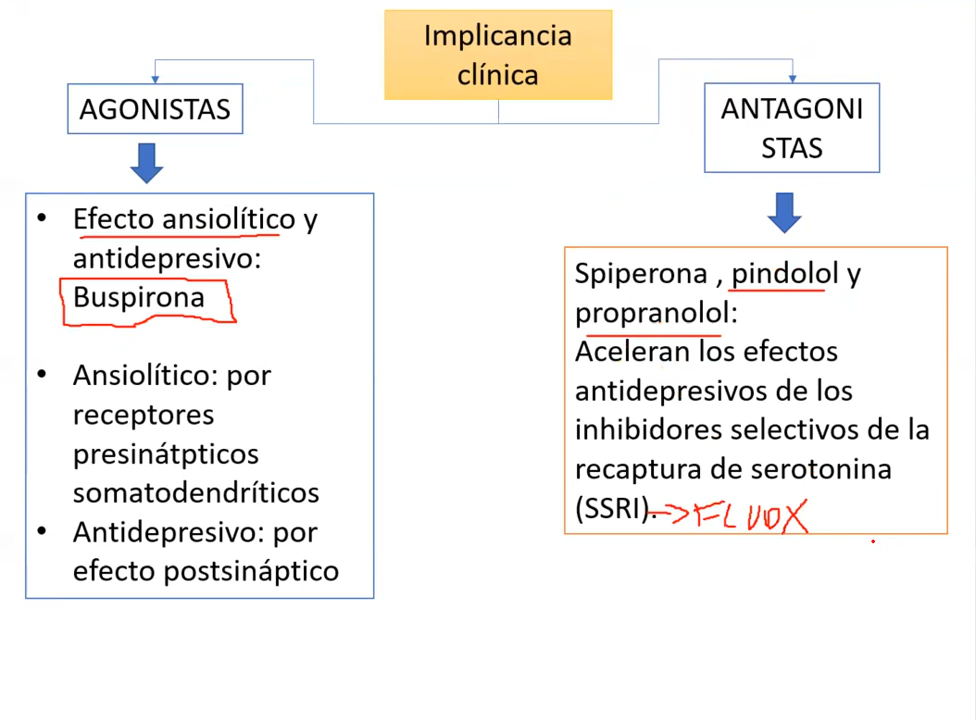 Implicancia
clínica
AGONISTAS
• Efecto ansiolítico y
antidepresivo:
Buspirona
• Ansiolítico: por
receptores
presinátpticos
somatodendríticos
• Antidepresivo: por
efecto postsináptico
ANTAGONI
STAS
Spiperona , pindolol y
propranolol:
Aceleran los efectos
antidepresivos de los
inhibidores selectivos de la
recaptura de serotonina
(SSRI). → FLUOX